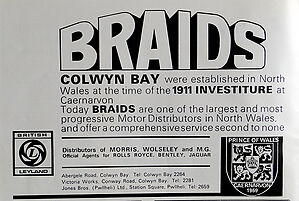 BRAIDS
COLWYN BAY were established in North
Wales at the time of the 1911 INVESTITURE at
Caernarvon
Today BRAIDS are one of the largest and most
progressive Motor Distributors in North Wales,
and offer a comprehensive service second to none
BRITISH
L
LEYLAND
Distributors of MORRIS, WOLSELEY and M.G.
Official Agents for ROLLS ROYCE, BENTLEY, JAGUAR
Abergele Road, Colwyn Bay. Tel Colwyn Bay 2264
Victoria Works, Conway Road, Colwyn Bay. Tel: 2281
Jones Bros. (Pwllheli) Ltd., Station Square, Pwllheli. Tel: 2659
PRINCE OF WALES
CAERNARVON
1969